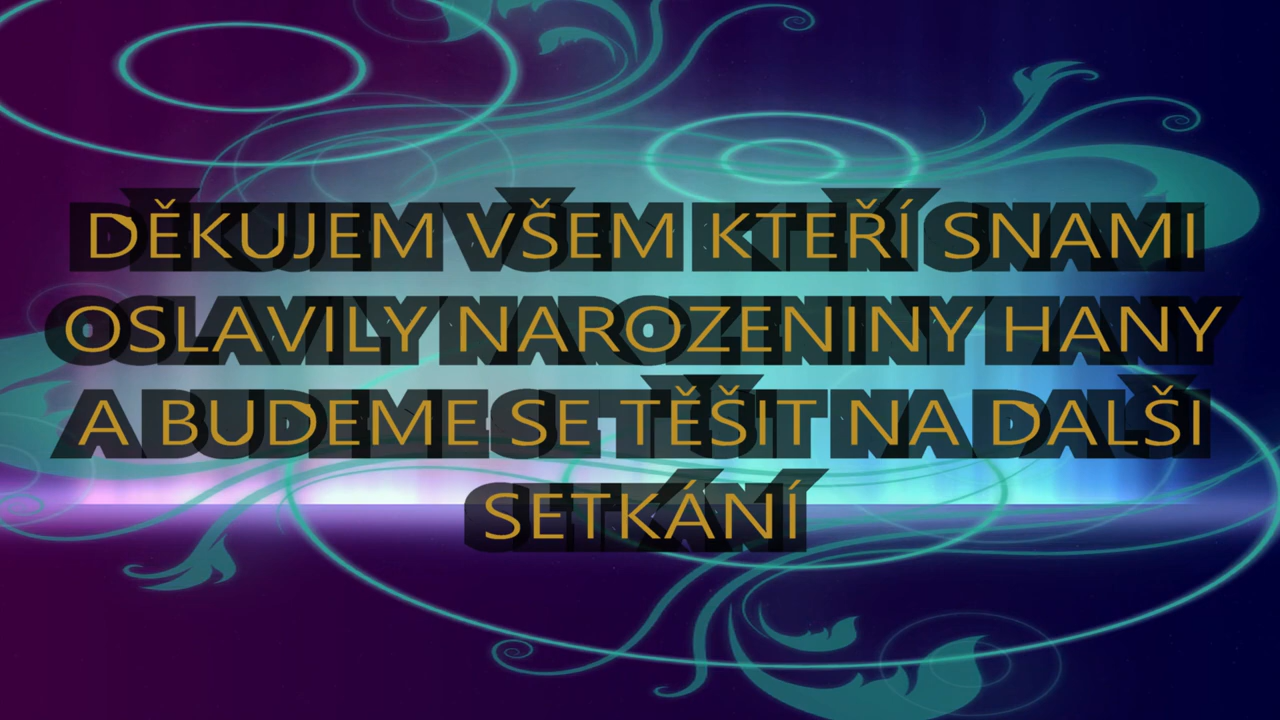 DĚKUJEM VŠEM KTEŘÍ SNAMI
OSLAVILY NAROZENINY HANY
A BUDEME SE TĚŠIT NA DALŠI
SETKÁNÍ